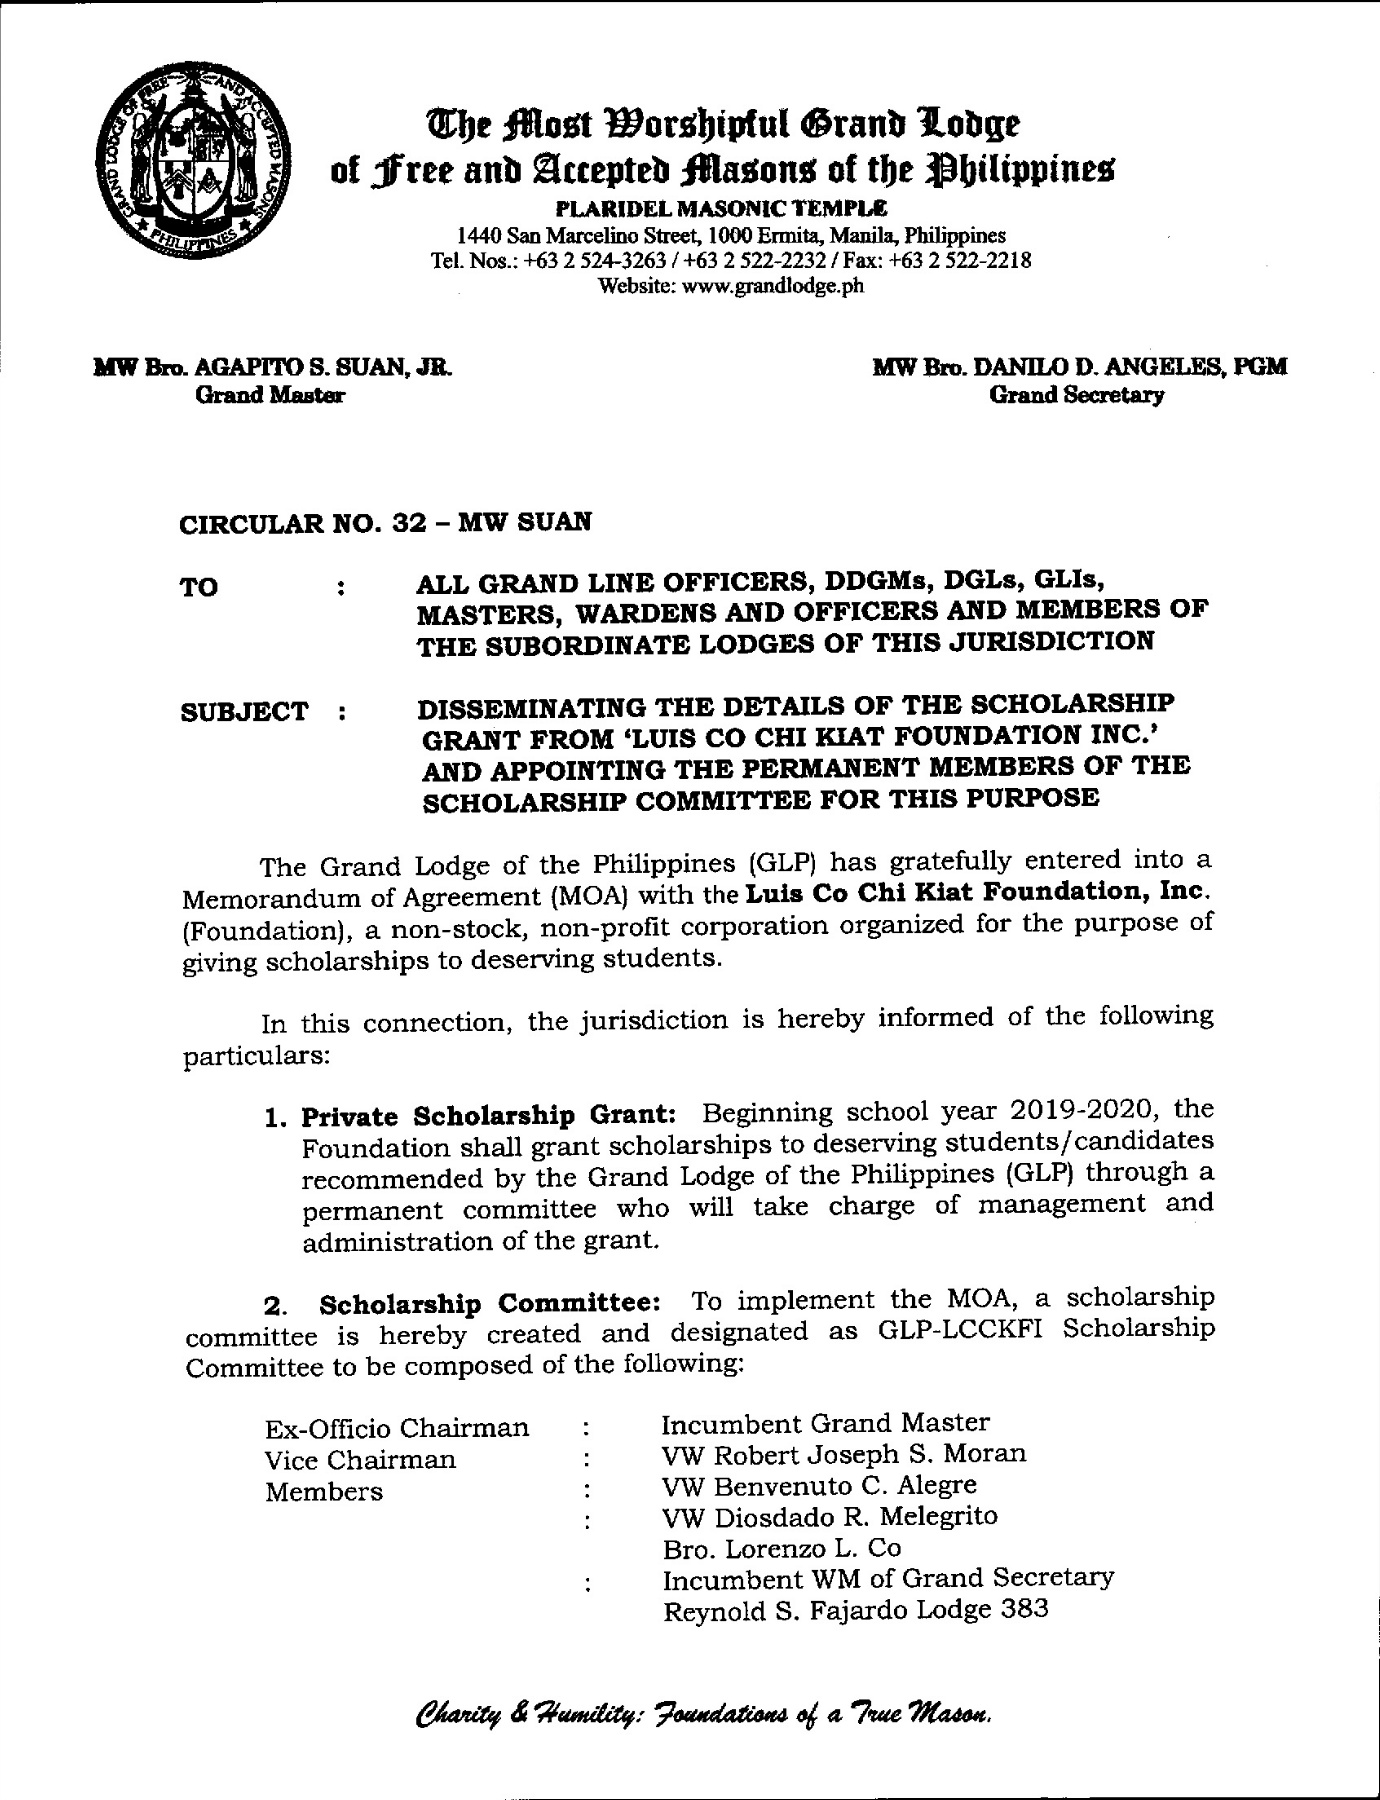 GRAND LODGE OF FREE AND ACCEPTED MASONS
PHILIPPINES
The Most Worshipful Grand Lodge
of Free and Accepted Masons of the Philippines
PLARIDEL MASONIC TEMPLE
1440 San Marcelino Street, 1000 Ermita, Manila, Philippines
Tel. Nos.: +63 2 524-3263 / +63 2 522-2232 / Fax: +63 2 522-2218
Website: www.grandlodge.ph
MW Bro. AGAPITO S. SUAN, JR. MW Bro. DANILO D. ANGELES, PGM
Grand Master Grand Secretary
CIRCULAR NO. 32 – MW SUAN
TO : ALL GRAND LINE OFFICERS, DDGMs, DGLs, GLIs,
MASTERS, WARDENS AND OFFICERS AND MEMBERS OF
THE SUBORDINATE LODGES OF THIS JURISDICTION
SUBJECT : DISSEMINATING THE DETAILS OF THE SCHOLARSHIP
GRANT FROM ‘LUIS CO CHI KIAT FOUNDATION INC.’
AND APPOINTING THE PERMANENT MEMBERS OF THE
SCHOLARSHIP COMMITTEE FOR THIS PURPOSE
The Grand Lodge of the Philippines (GLP) has gratefully entered into a
Memorandum of Agreement (MOA) with the Luis Co Chi Kiat Foundation, Inc.
(Foundation), a non-stock, non-profit corporation organized for the purpose of
giving scholarships to deserving students.
In this connection, the jurisdiction is hereby informed of the following
particulars:
1. Private Scholarship Grant: Beginning school year 2019-2020, the
Foundation shall grant scholarships to deserving students/candidates
recommended by the Grand Lodge of the Philippines (GLP) through a
permanent committee who will take charge of management and
administration of the grant.
2. Scholarship Committee: To implement the MOA, a scholarship
committee is hereby created and designated as GLP-LCCKFI Scholarship
Committee to be composed of the following:
Ex-Officio Chairman : Incumbent Grand Master
Vice Chairman : VW Robert Joseph S. Moran
Members : VW Benvenuto C. Alegre
: VW Diosdado R. Melegrito
Bro. Lorenzo L. Co
: Incumbent WM of Grand Secretary
Reynold S. Fajardo Lodge 383
Charity & Humility: Foundations of a True Mason.